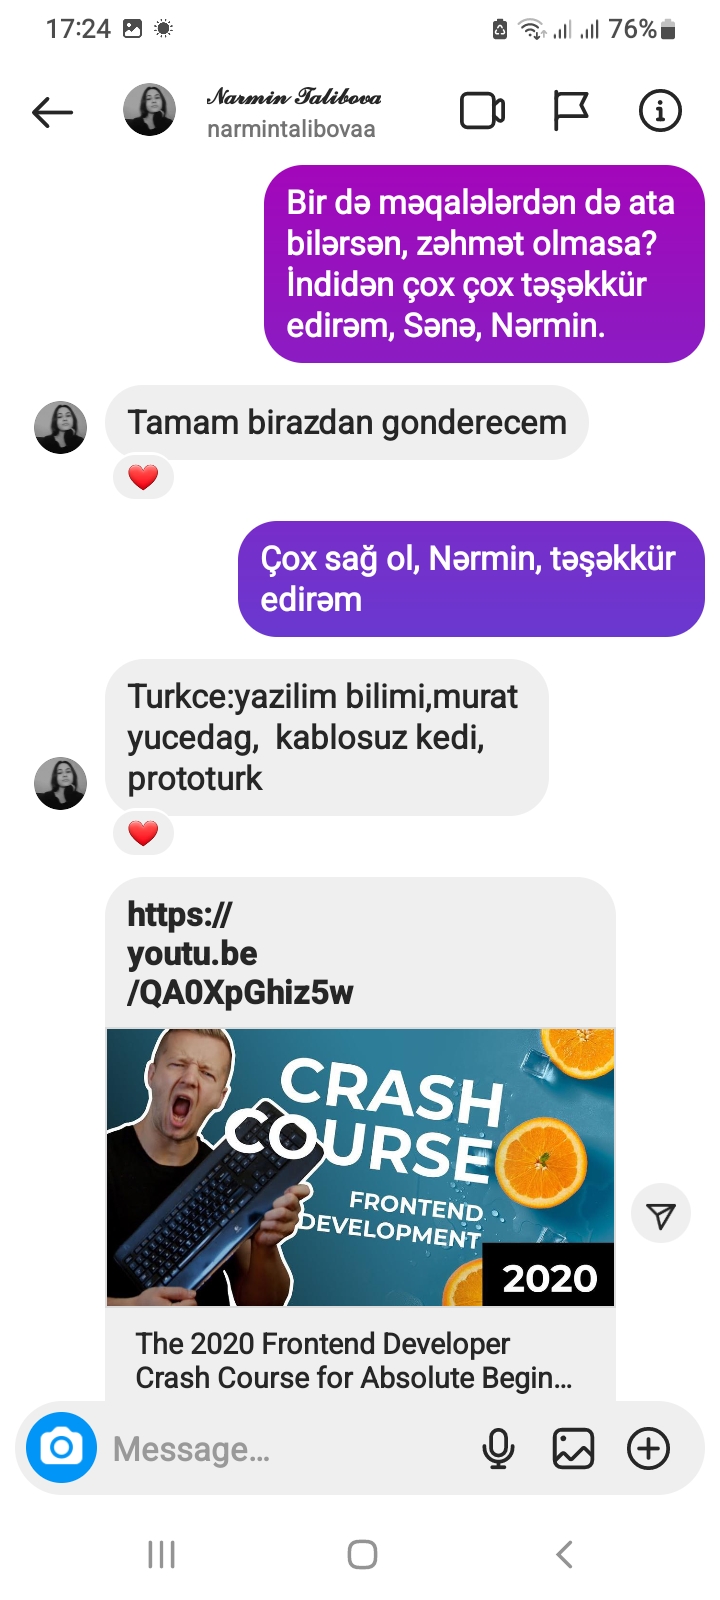 17:24
76%
Narmin Talibova
narmintalibovaa
Bir də məqalələrdən də ata
bilərsən, zəhmət olmasa?
İndidən çox çox təşəkkür
edirəm, Sənə, Nərmin.
Tamam birazdan gonderecem
Çox sağ ol, Nərmin, təşəkkür
edirəm
Turkce:yazilim bilimi,murat
yucedag,  kablosuz kedi,
prototurk
https://
youtu.be
/QA0XpGhiz5w
CRASH
COURSE
FRONTEND
DEVELOPMENT
2020
The 2020 Frontend Developer
Crash Course for Absolute Begin...
Message...